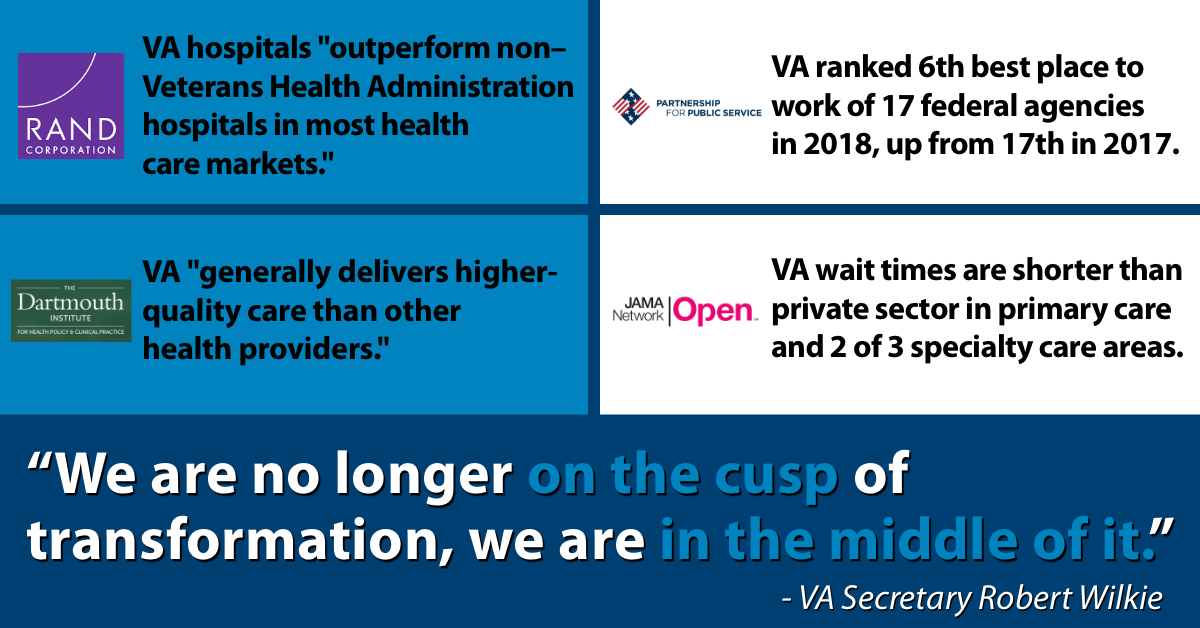 RAND
CORPORATION
VA hospitals "outperform non–
Veterans Health Administration
hospitals in most health
care markets."
PARTNERSHIP
FOR PUBLIC SERVICE
VA ranked 6th best place to
work of 17 federal agencies
in 2018, up from 17th in 2017.
THE
Dartmouth
INSTITUTE
FOR HEALTH POLICY & CLINICAL PRACTICE
VA "generally delivers higher-
quality care than other
health providers."
JAMA
Network
Open™
VA wait times are shorter than
private sector in primary care
and 2 of 3 specialty care areas.
“We are no longer on the cusp of
transformation, we are in the middle of it.”
- VA Secretary Robert Wilkie